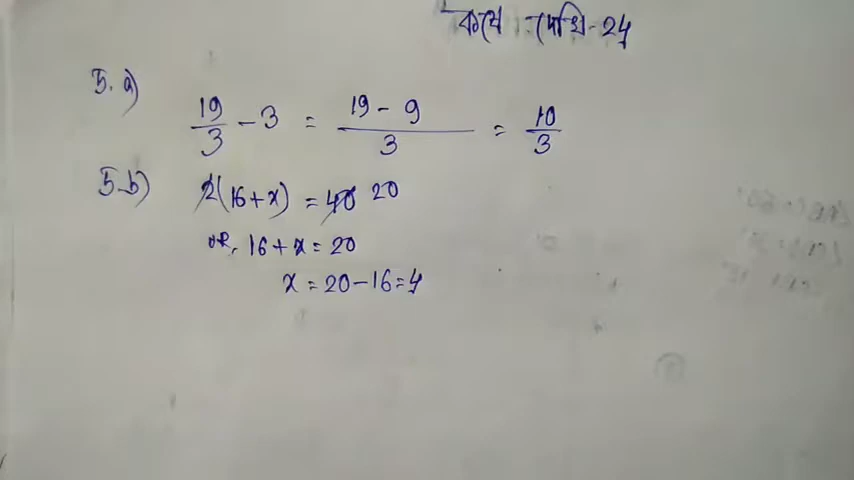 কষে দেখি-24
5. a) 19/3 - 3 = (19 - 9)/3 = 10/3
5.b) 2(16+x) = 40 20
or, 16+x = 20
x = 20-16=4